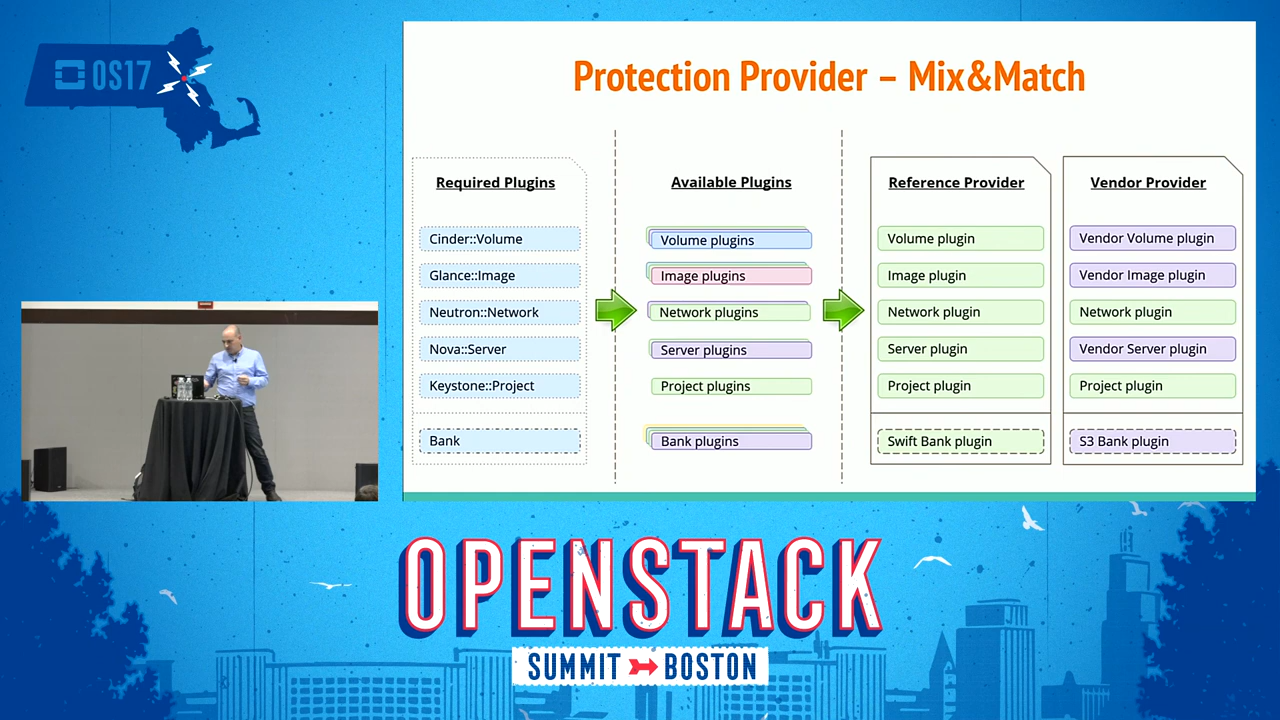 OS17
Protection Provider – Mix&Match
Required Plugins
Cinder::Volume
Glance::Image
Neutron::Network
Nova::Server
Keystone::Project
Bank
Available Plugins
Volume plugins
Image plugins
Network plugins
Server plugins
Project plugins
Bank plugins
Reference Provider
Volume plugin
Image plugin
Network plugin
Server plugin
Project plugin
Swift Bank plugin
Vendor Provider
Vendor Volume plugin
Vendor Image plugin
Network plugin
Vendor Server plugin
Project plugin
S3 Bank plugin
OPENSTACK
SUMMIT BOSTON